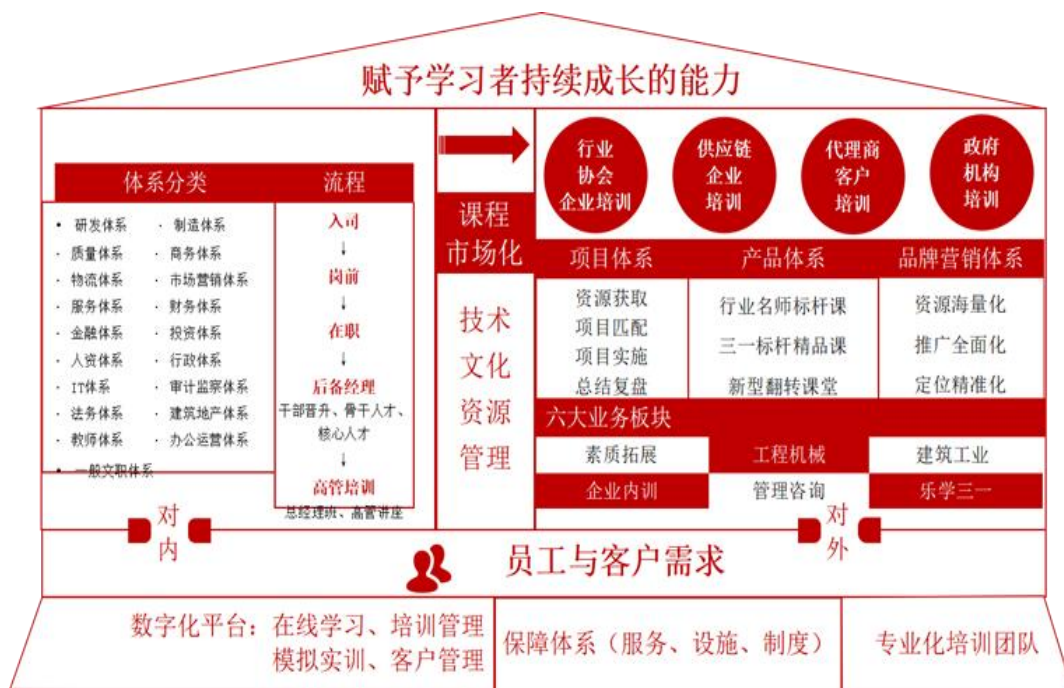 赋予学习者持续成长的能力
体系分类
流程
• 研发体系 · 制造体系
· 质量体系 · 商务体系
· 物流体系 · 市场营销体系
· 服务体系 · 财务体系
· 金融体系 · 投资体系
· 人资体系 · 行政体系
· IT体系 · 审计监察体系
· 法务体系 · 建筑地产体系
· 教师体系 · 办公运营体系
• 一般文职体系
入司
↓
岗前
↓
在职
↓
后备经理
干部晋升、骨干人才、
核心人才
↓
高管培训
总经理班、高管讲座
对
内
课程
市场化
技术
文化
资源
管理
行业
协会
企业培训
供应链
企业
培训
代理商
客户
培训
政府
机构
培训
项目体系
资源获取
项目匹配
项目实施
总结复盘
产品体系
行业名师标杆课
三一标杆精品课
新型翻转课堂
品牌营销体系
资源海量化
推广全面化
定位精准化
六大业务板块
素质拓展
工程机械
建筑工业
企业内训
管理咨询
乐学三一
对
外
员工与客户需求
数字化平台：在线学习、培训管理
模拟实训、客户管理
保障体系（服务、设施、制度）
专业化培训团队